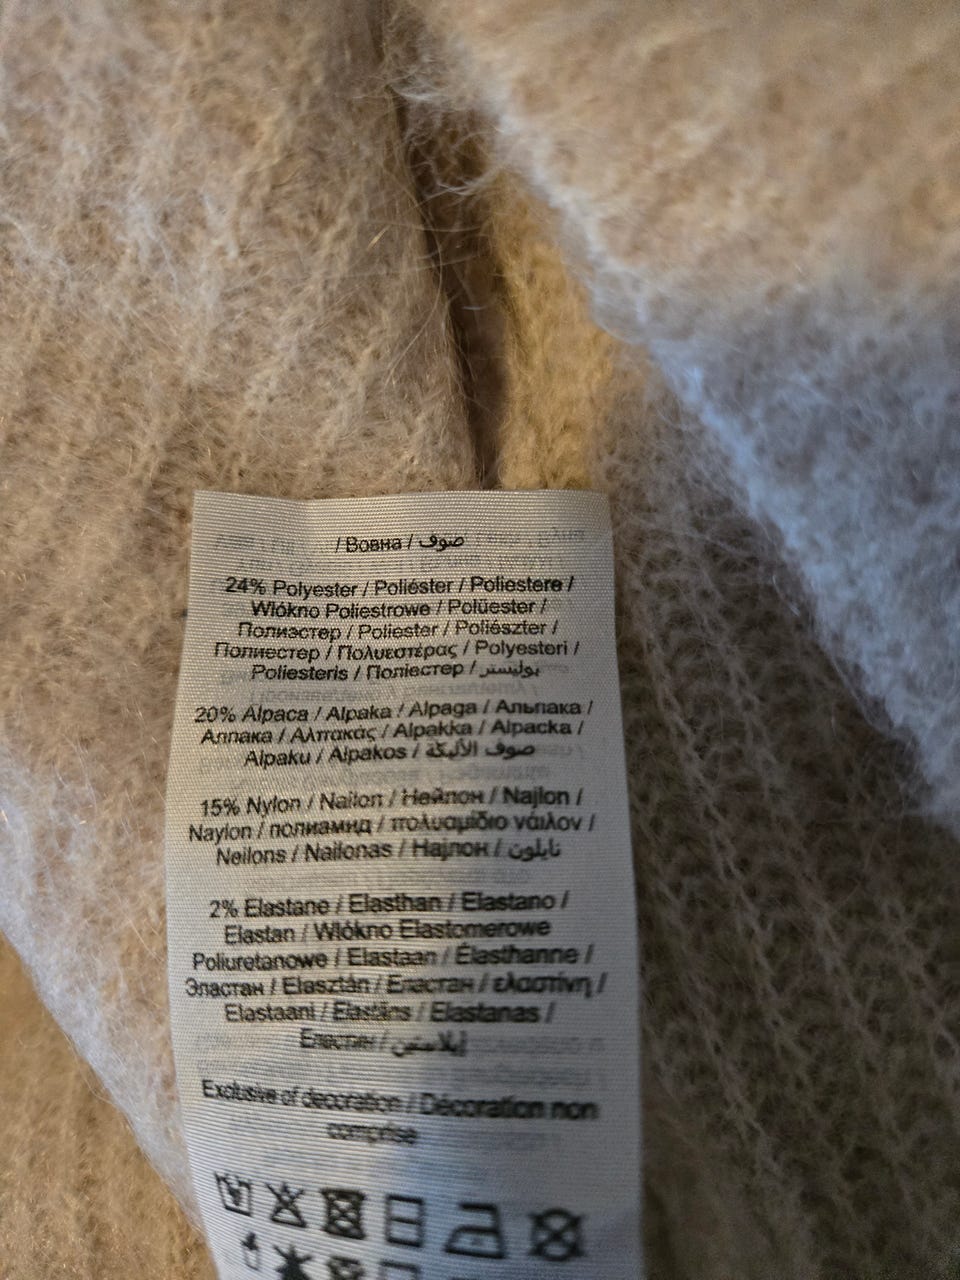 / Вовна / صوف
24% Polyester / Poliéster / Poliestere /
Włókno Poliestrowe / Polüester /
Полиэстер / Poliester / Poliészter /
Полиестер / Πολυεστέρας / Polyesteri /
Poliesteris / Поліестер / بوليستر
20% Alpaca / Alpaka / Alpaga / Альпака /
Алпака / Αλπακάς / Alpakka / Alpacka /
Alpaku / Alpakos / صوف الألبكة
15% Nylon / Nailon / Нейлон / Najlon /
Naylon / полиамид / πολυαμίδιο νάιλον /
Neilons / Nailonas / Најлон / نايلون
2% Elastane / Elasthan / Elastano /
Elastan / Włókno Elastomerowe
Poliuretanowe / Elastaan / Élasthanne /
Эластан / Elasztán / Еластан / ελαστίνη /
Elastaani / Elastāns / Elastanas /
Еластан / إيلاستين
Exclusive of decoration / Décoration non
comprise